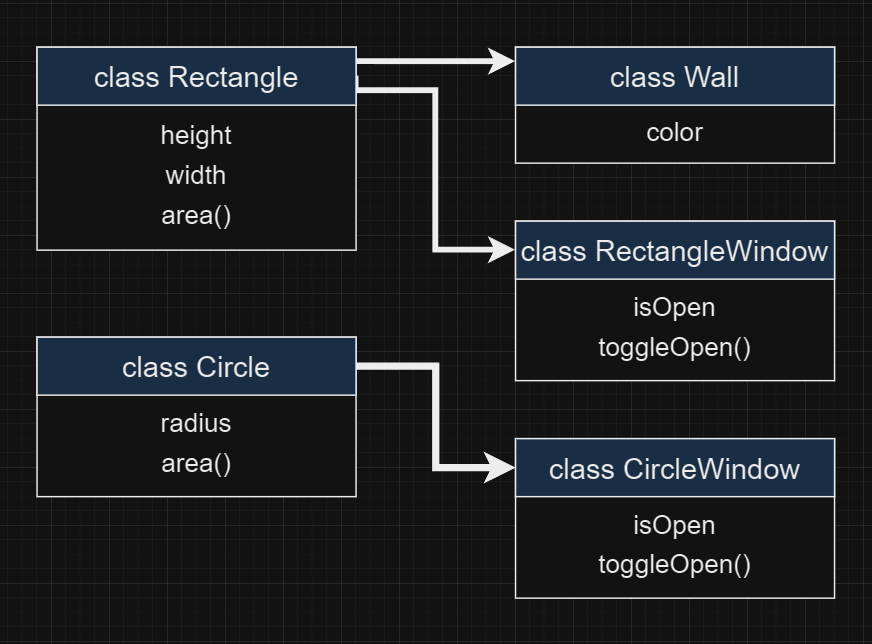 class Rectangle
height
width
area()
class Wall
color
class RectangleWindow
isOpen
toggleOpen()
class Circle
radius
area()
class CircleWindow
isOpen
toggleOpen()